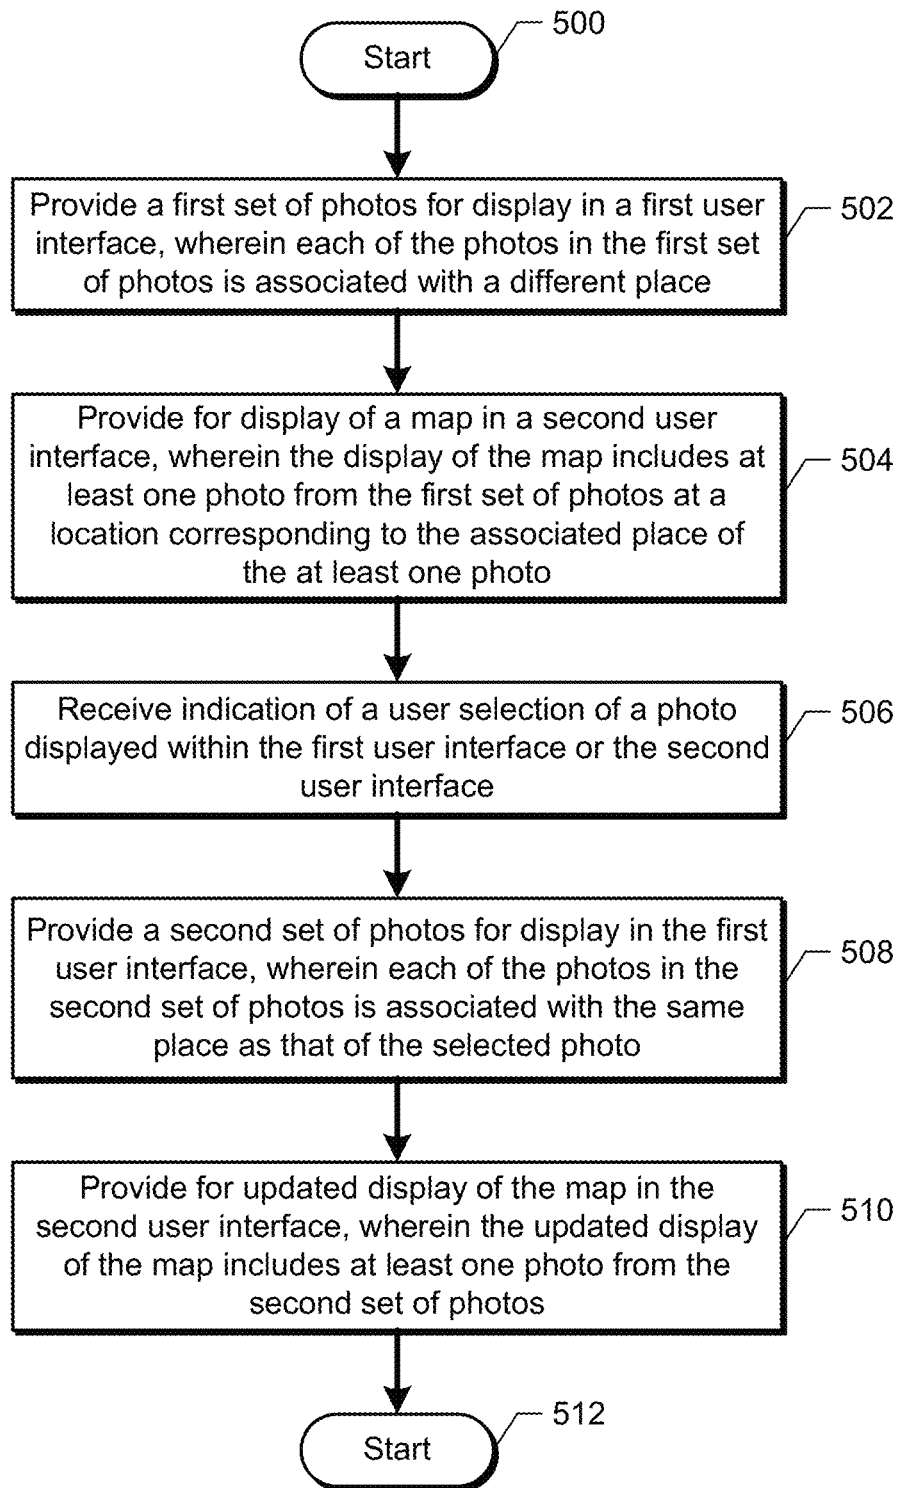 500
Start
Provide a first set of photos for display in a first user
interface, wherein each of the photos in the first set
of photos is associated with a different place
502
Provide for display of a map in a second user
interface, wherein the display of the map includes at
least one photo from the first set of photos at a
location corresponding to the associated place of
the at least one photo
504
Receive indication of a user selection of a photo
displayed within the first user interface or the second
user interface
506
Provide a second set of photos for display in the first
user interface, wherein each of the photos in the
second set of photos is associated with the same
place as that of the selected photo
508
Provide for updated display of the map in the
second user interface, wherein the updated display
of the map includes at least one photo from the
second set of photos
510
512
Start